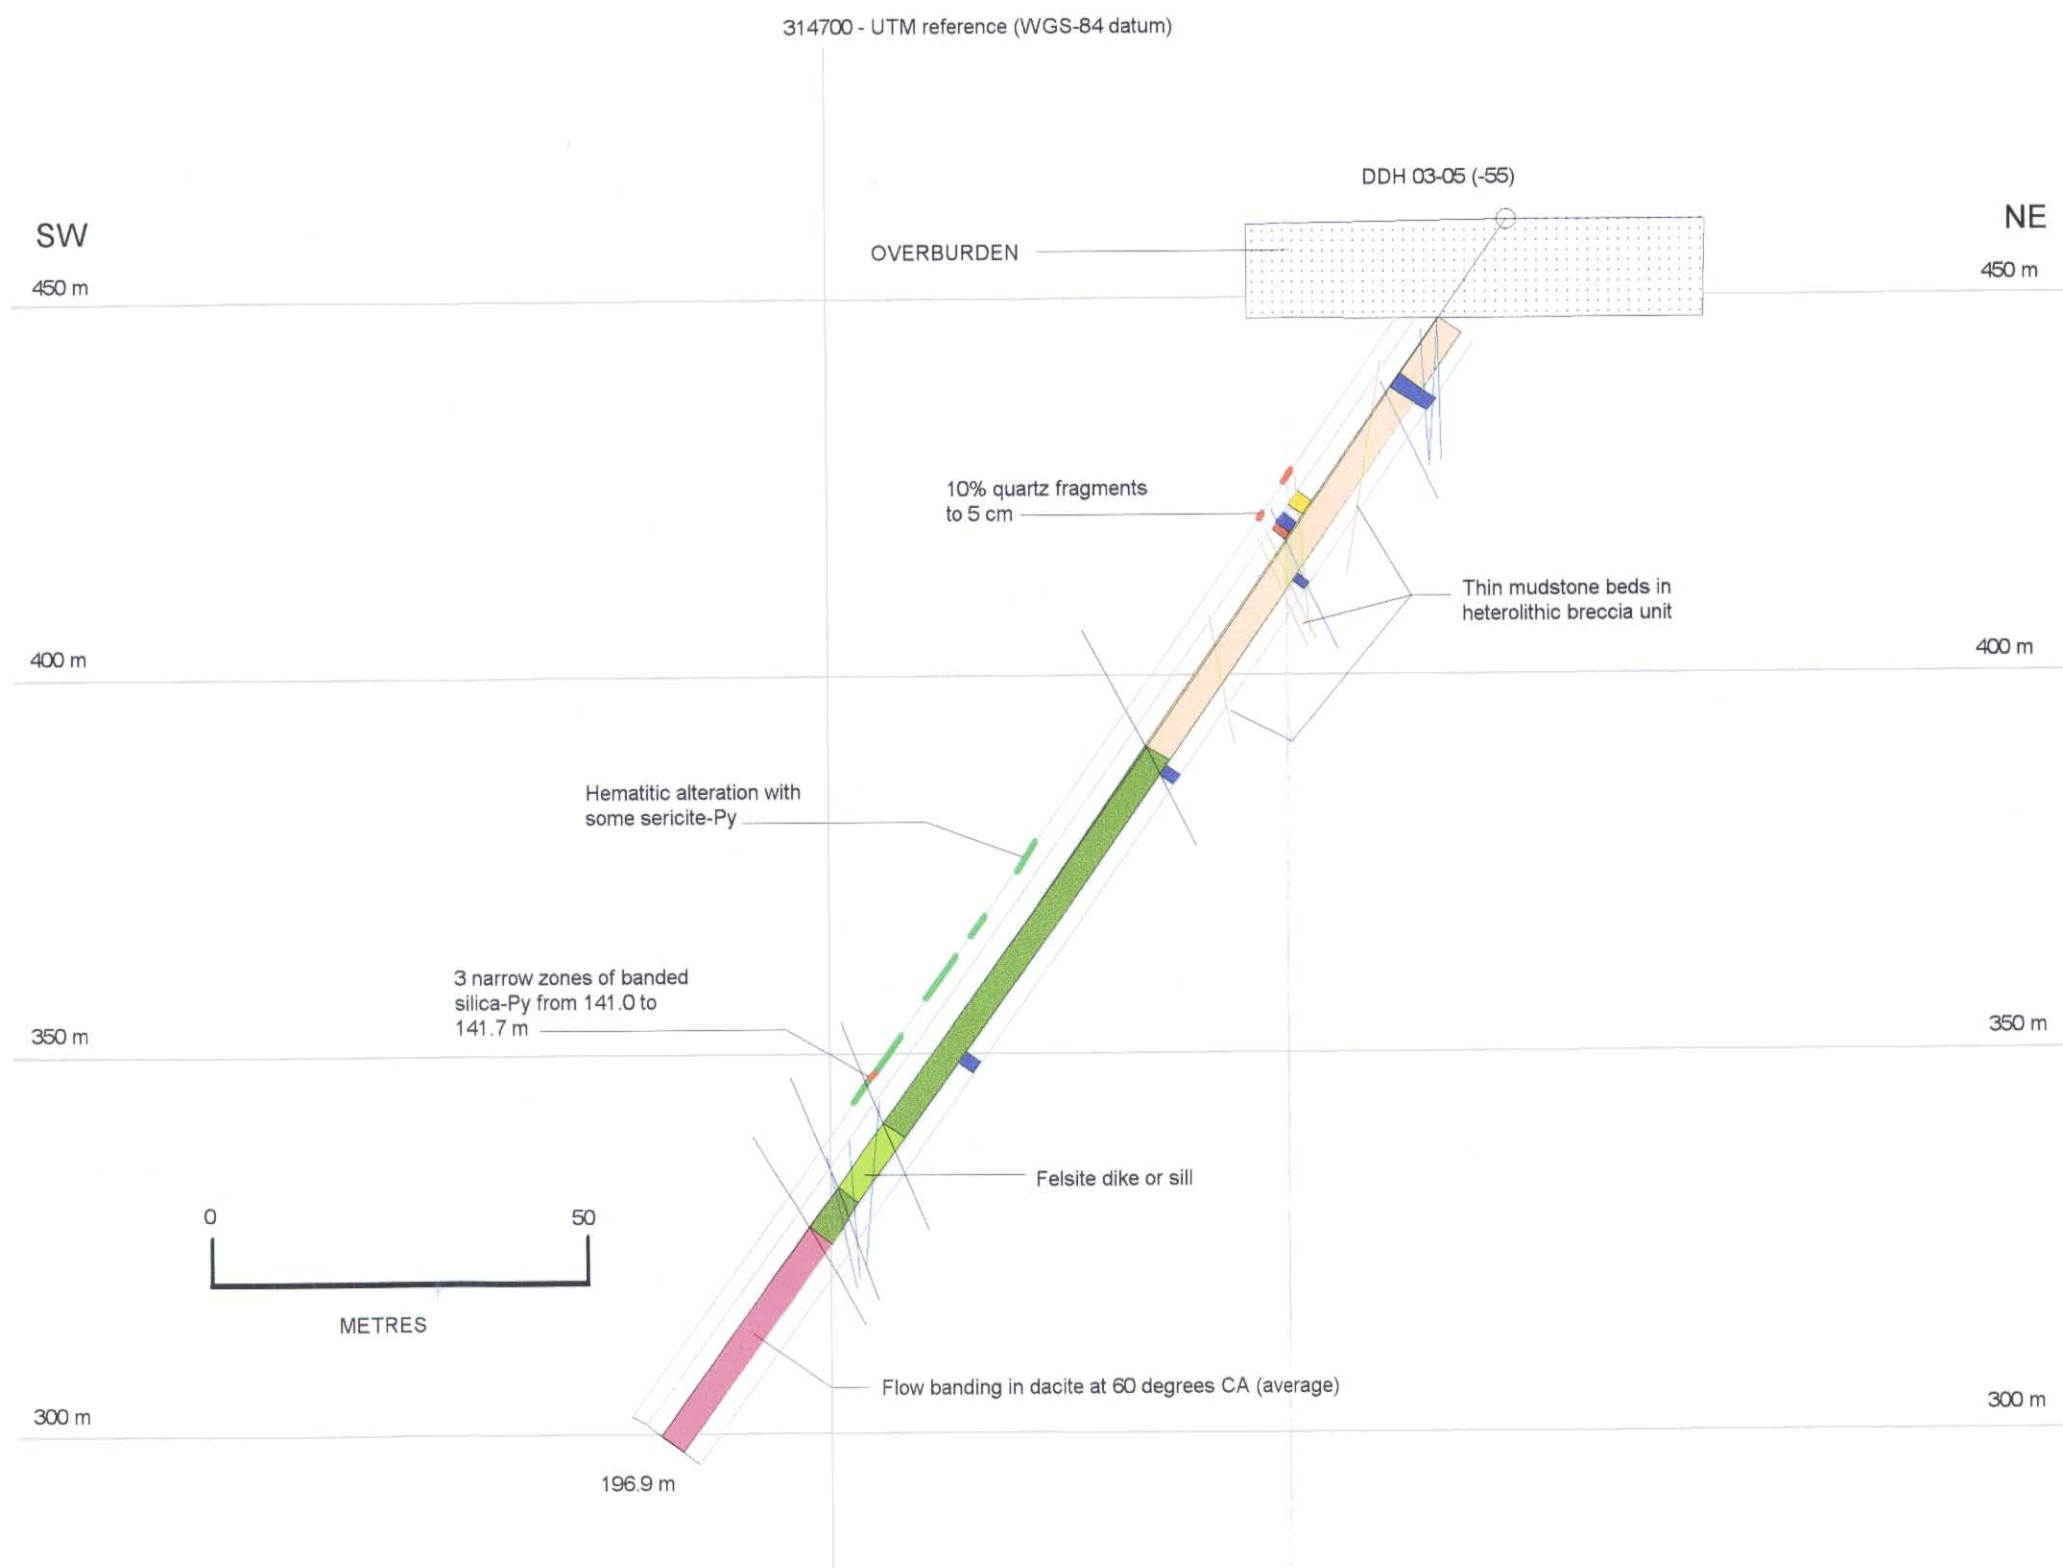 314700 - UTM reference (WGS-84 datum)
DDH 03-05 (-55)
SW
NE
OVERBURDEN
450 m
450 m
10% quartz fragments
to 5 cm
Thin mudstone beds in
heterolithic breccia unit
400 m
400 m
Hematitic alteration with
some sericite-Py
3 narrow zones of banded
silica-Py from 141.0 to
141.7 m
350 m
350 m
Felsite dike or sill
0
50
METRES
Flow banding in dacite at 60 degrees CA (average)
300 m
300 m
196.9 m